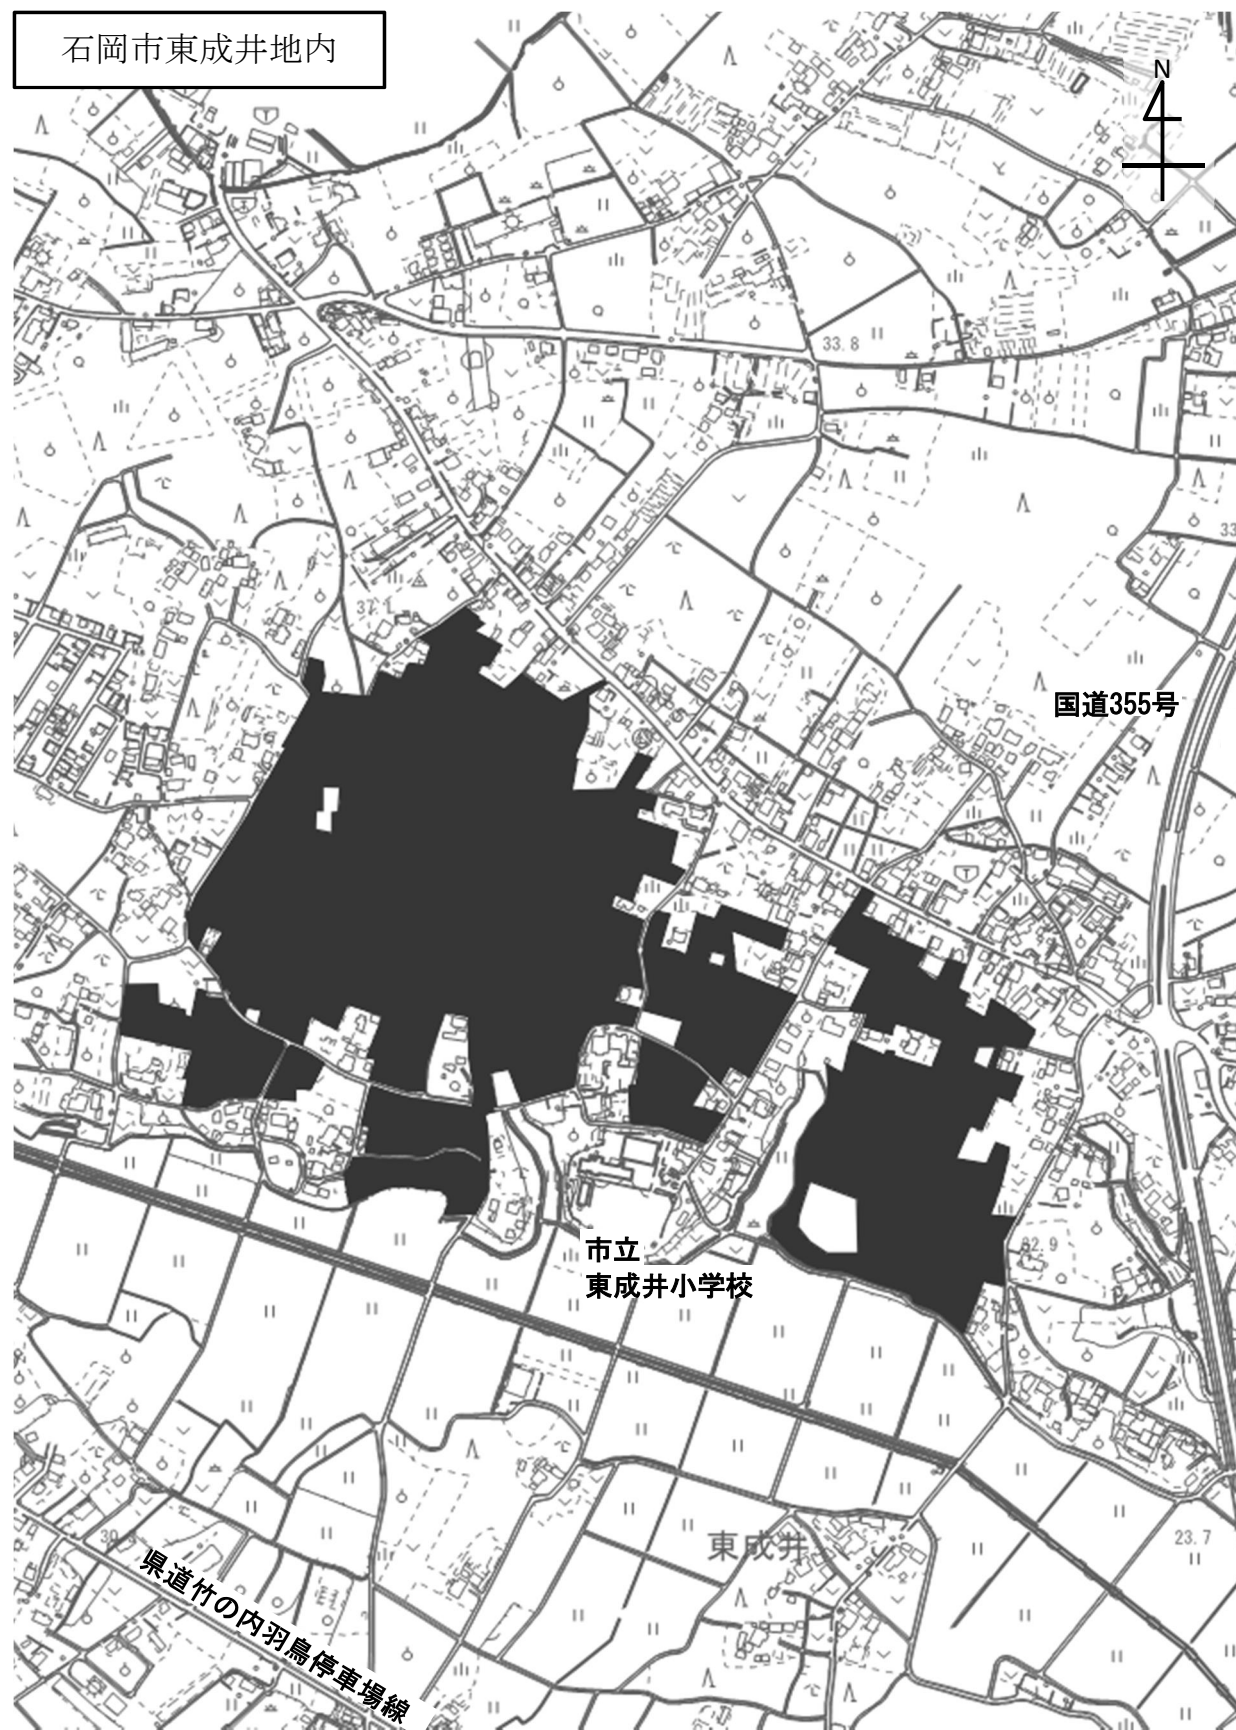 石岡市東成井地内
N
33.8
33
37.1
国道355号
32.9
市立
東成井小学校
東成井
23.7
県道竹の内羽鳥停車場線